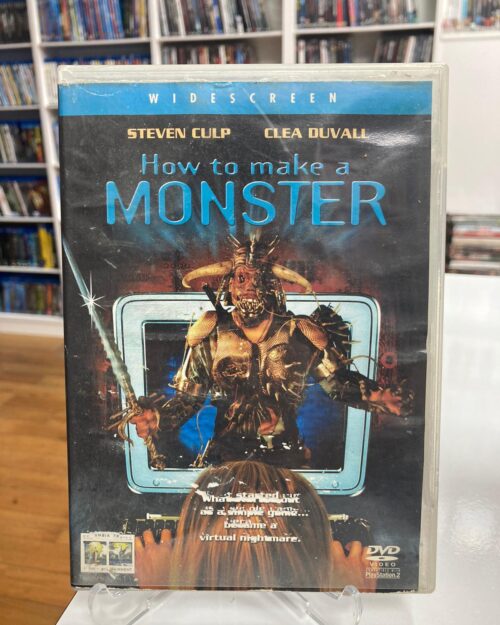 WIDESCREEN
STEVEN CULP CLEA DUVALL
How to make a
MONSTER
started out
as a simple game...
became a
virtual nightmare.
DVD
VIDEO
PlayStation 2